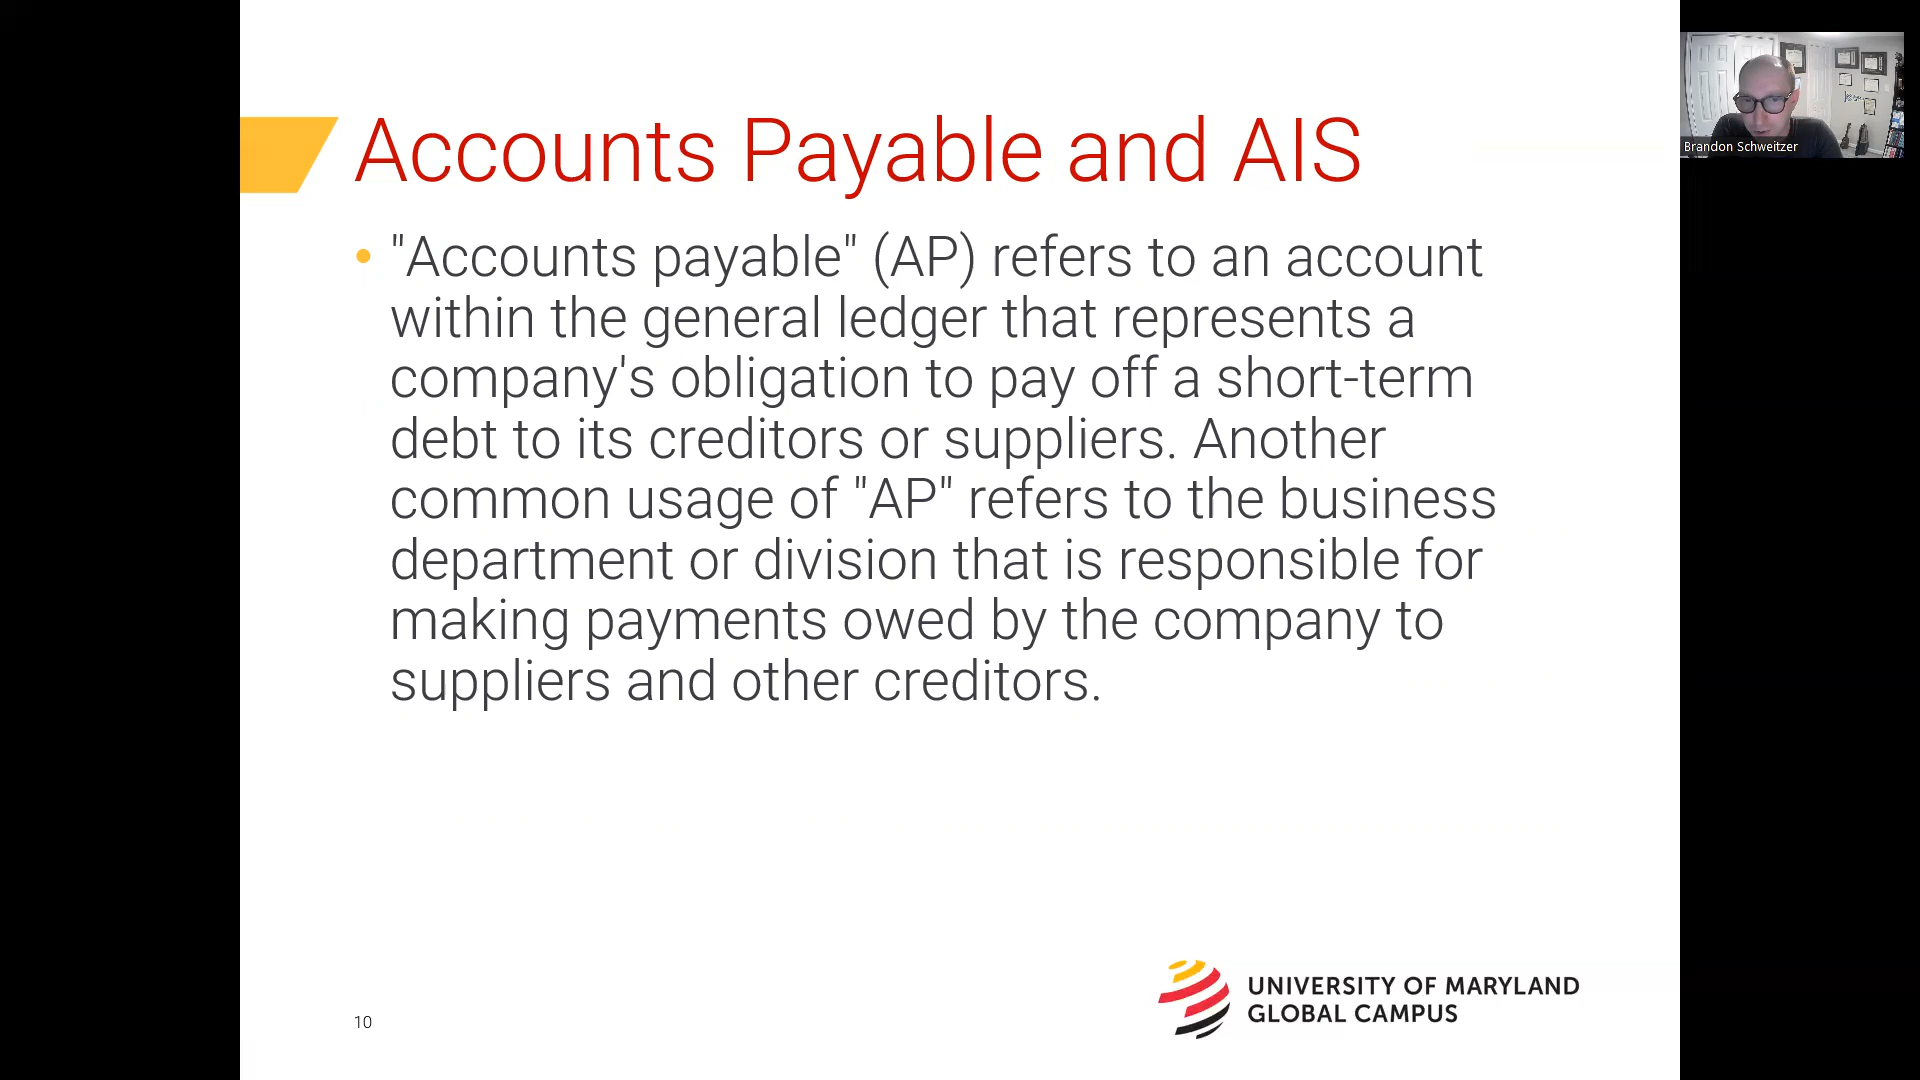 Accounts Payable and AIS
Brandon Schweitzer
• "Accounts payable" (AP) refers to an account
within the general ledger that represents a
company's obligation to pay off a short-term
debt to its creditors or suppliers. Another
common usage of "AP" refers to the business
department or division that is responsible for
making payments owed by the company to
suppliers and other creditors.
UNIVERSITY OF MARYLAND
GLOBAL CAMPUS
10